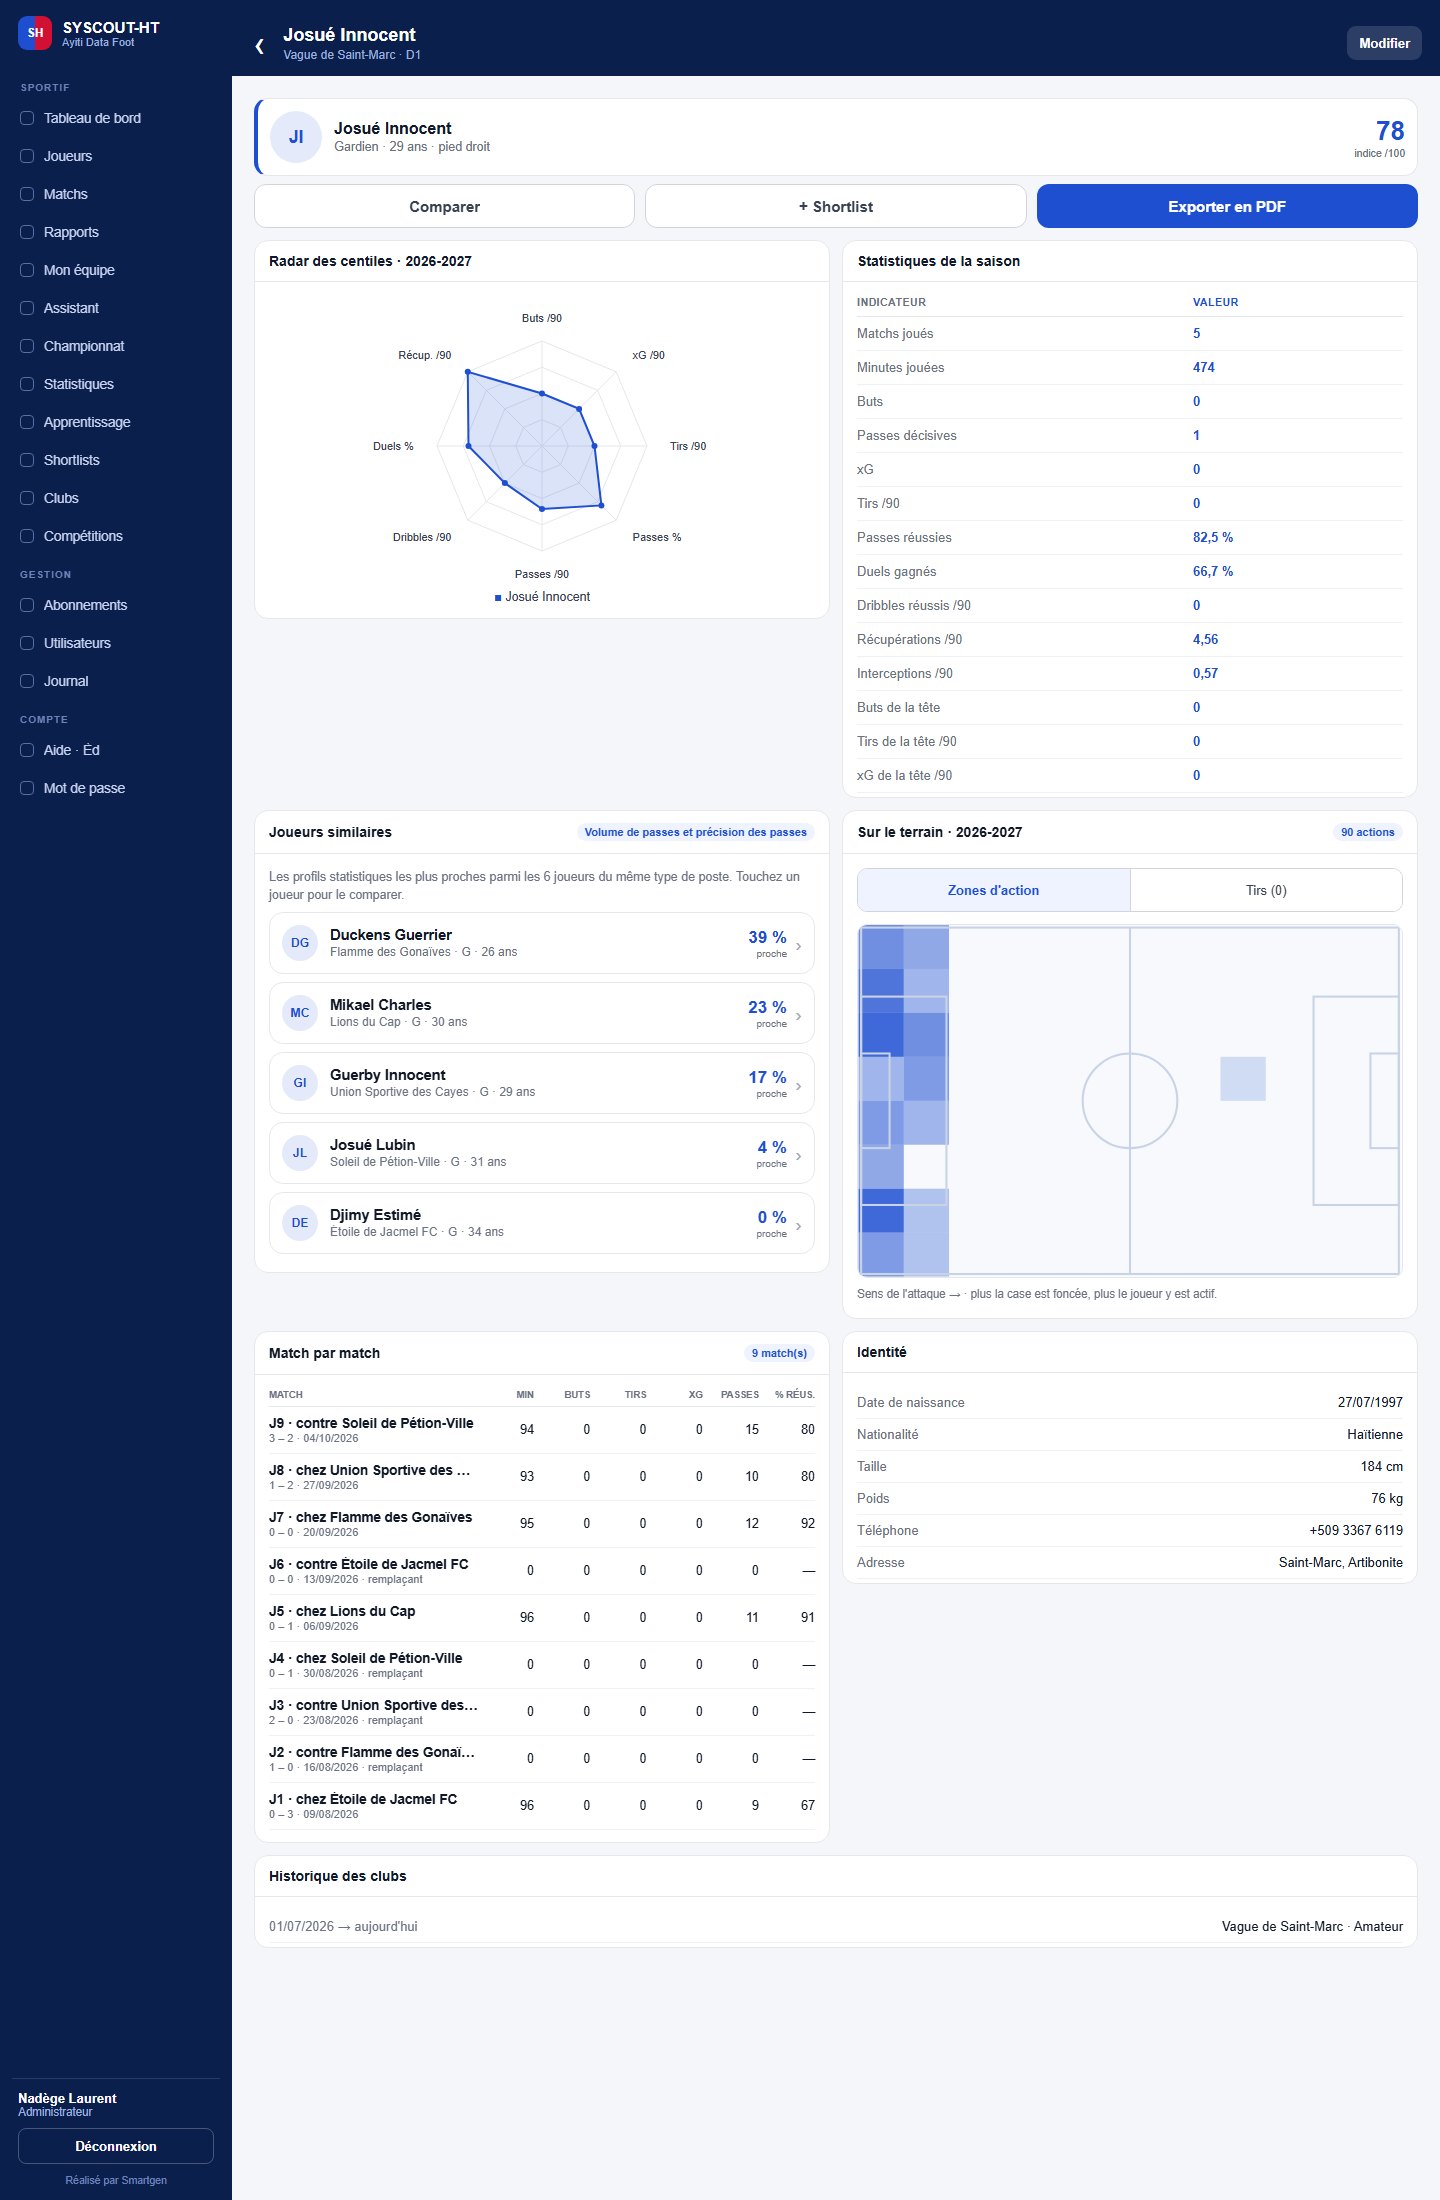 SH
SYSCOUT-HT
Ayiti Data Foot
SPORTIF
Tableau de bord
Joueurs
Matchs
Rapports
Mon équipe
Assistant
Championnat
Statistiques
Apprentissage
Shortlists
Clubs
Compétitions
GESTION
Abonnements
Utilisateurs
Journal
COMPTE
Aide · Éd
Mot de passe
Nadège Laurent
Administrateur
Déconnexion
Réalisé par Smartgen
Josué Innocent
Vague de Saint-Marc · D1
Modifier
JI
Josué Innocent
Gardien · 29 ans · pied droit
78
indice /100
Comparer
+ Shortlist
Exporter en PDF
Radar des centiles · 2026-2027
Buts /90
xG /90
Tirs /90
Passes %
Passes /90
Dribbles /90
Duels %
Récup. /90
Josué Innocent
Statistiques de la saison
INDICATEUR VALEUR
Matchs joués 5
Minutes jouées 474
Buts 0
Passes décisives 1
xG 0
Tirs /90 0
Passes réussies 82,5 %
Duels gagnés 66,7 %
Dribbles réussis /90 0
Récupérations /90 4,56
Interceptions /90 0,57
Buts de la tête 0
Tirs de la tête /90 0
xG de la tête /90 0
Joueurs similaires
Volume de passes et précision des passes
Les profils statistiques les plus proches parmi les 6 joueurs du même type de poste. Touchez un
joueur pour le comparer.
DG
Duckens Guerrier
Flamme des Gonaïves · G · 26 ans
39 %
proche
MC
Mikael Charles
Lions du Cap · G · 30 ans
23 %
proche
GI
Guerby Innocent
Union Sportive des Cayes · G · 29 ans
17 %
proche
JL
Josué Lubin
Soleil de Pétion-Ville · G · 31 ans
4 %
proche
DE
Djimy Estimé
Étoile de Jacmel FC · G · 34 ans
0 %
proche
Sur le terrain · 2026-2027
90 actions
Zones d'action
Tirs (0)
Sens de l'attaque → · plus la case est foncée, plus le joueur y est actif.
Match par match
9 match(s)
MATCH MIN BUTS TIRS XG PASSES % RÉUS.
J9 · contre Soleil de Pétion-Ville 94 0 0 0 15 80
3 – 2 · 04/10/2026
J8 · chez Union Sportive des … 93 0 0 0 10 80
1 – 2 · 27/09/2026
J7 · chez Flamme des Gonaïves 95 0 0 0 12 92
0 – 0 · 20/09/2026
J6 · contre Étoile de Jacmel FC 0 0 0 0 0 —
0 – 0 · 13/09/2026 · remplaçant
J5 · chez Lions du Cap 96 0 0 0 11 91
0 – 1 · 06/09/2026
J4 · chez Soleil de Pétion-Ville 0 0 0 0 0 —
0 – 1 · 30/08/2026 · remplaçant
J3 · contre Union Sportive des… 0 0 0 0 0 —
2 – 0 · 23/08/2026 · remplaçant
J2 · contre Flamme des Gonaï… 0 0 0 0 0 —
1 – 0 · 16/08/2026 · remplaçant
J1 · chez Étoile de Jacmel FC 96 0 0 0 9 67
0 – 3 · 09/08/2026
Identité
Date de naissance 27/07/1997
Nationalité Haïtienne
Taille 184 cm
Poids 76 kg
Téléphone +509 3367 6119
Adresse Saint-Marc, Artibonite
Historique des clubs
01/07/2026 → aujourd'hui Vague de Saint-Marc · Amateur